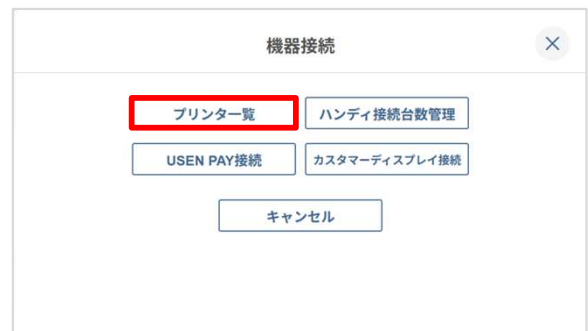 機器接続
プリンタ一覧
ハンディ接続台数管理
USEN PAY接続
カスタマーディスプレイ接続
キャンセル